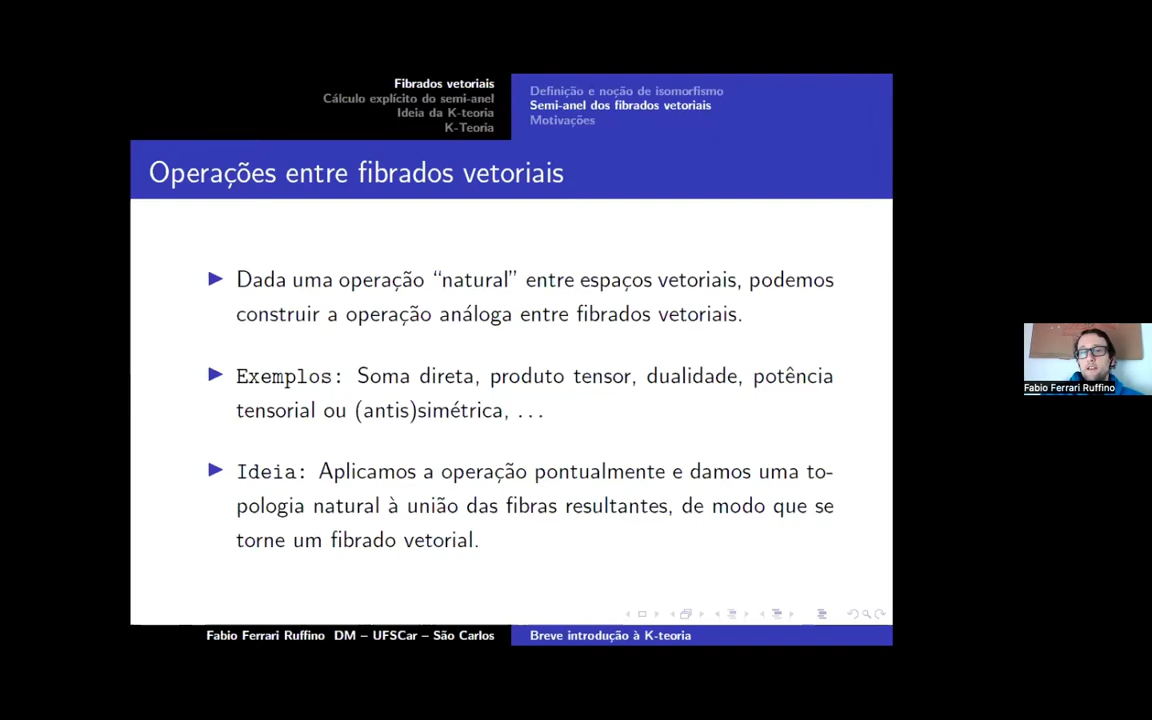 Fibrados vetoriais
Cálculo explícito do semi-anel
Ideia da K-teoria
K-Teoria
Definição e noção de isomorfismo
Semi-anel dos fibrados vetoriais
Motivações
Operações entre fibrados vetoriais
Dada uma operação “natural” entre espaços vetoriais, podemos
construir a operação análoga entre fibrados vetoriais.
Exemplos: Soma direta, produto tensor, dualidade, potência
tensorial ou (antis)simétrica, ...
Ideia: Aplicamos a operação pontualmente e damos uma to-
pologia natural à união das fibras resultantes, de modo que se
torne um fibrado vetorial.
Fabio Ferrari Ruffino DM – UFSCar – São Carlos
Breve introdução à K-teoria
Fabio Ferrari Ruffino